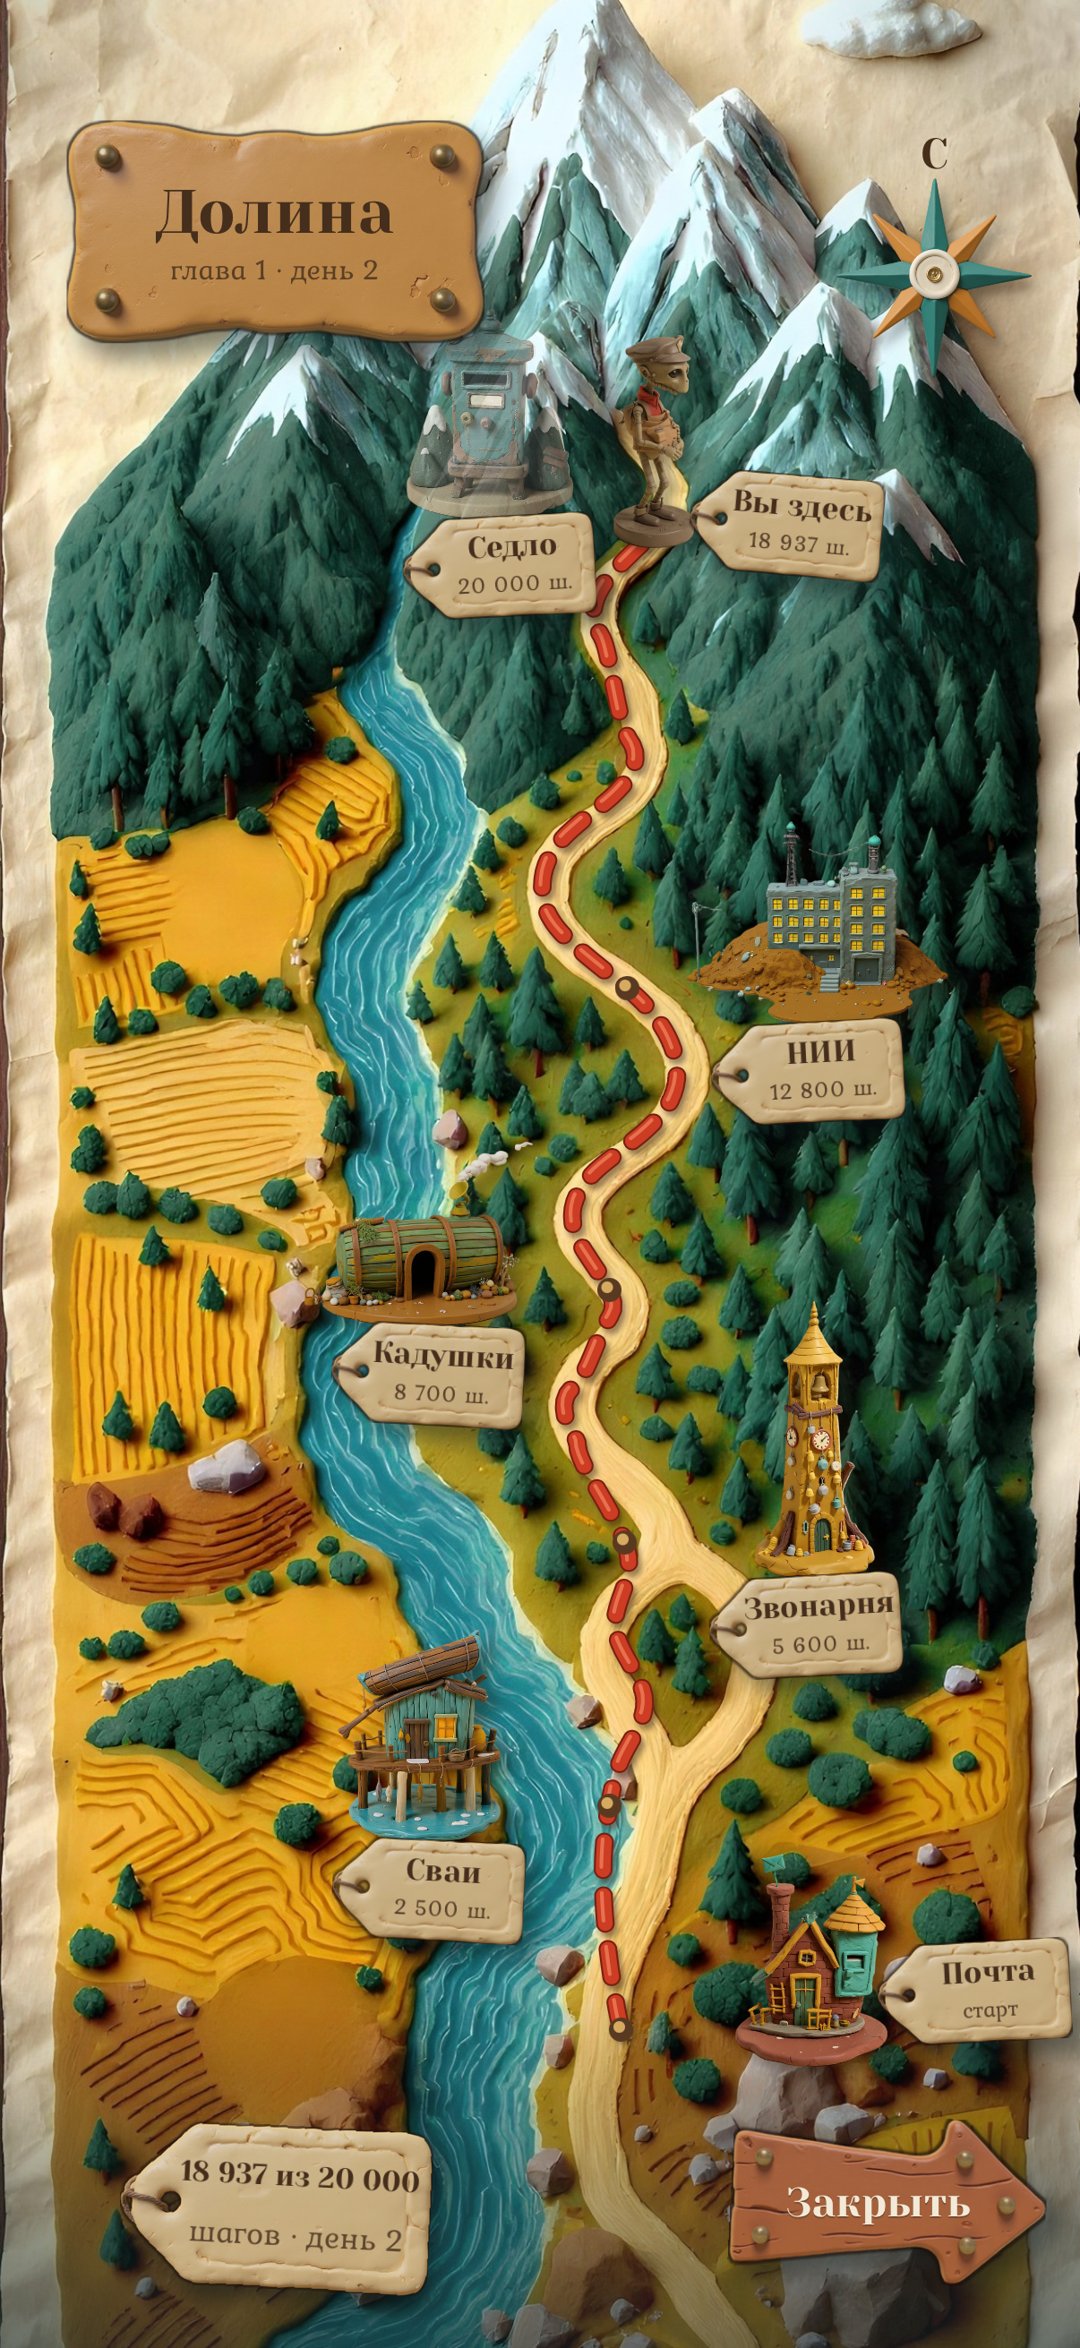 Долина
глава 1 · день 2
С
Вы здесь
18 937 ш.
Седло
20 000 ш.
НИИ
12 800 ш.
Кадушки
8 700 ш.
Звонарня
5 600 ш.
Сваи
2 500 ш.
Почта
старт
18 937 из 20 000
шагов · день 2
Закрыть